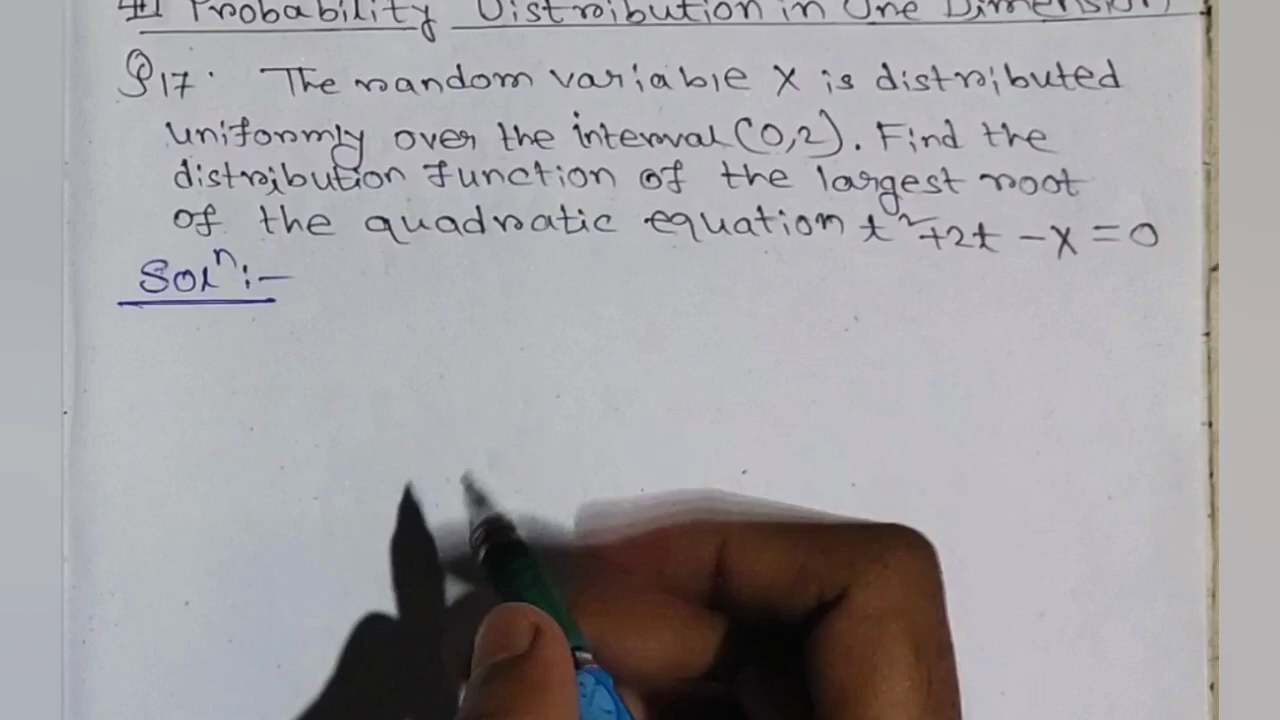 Probability Distribution in One Dimension
Q17. The random variable X is distributed
uniformly over the interval (0,2). Find the
distribution function of the largest root
of the quadratic equation t²+2t-X=0
Solⁿ:-